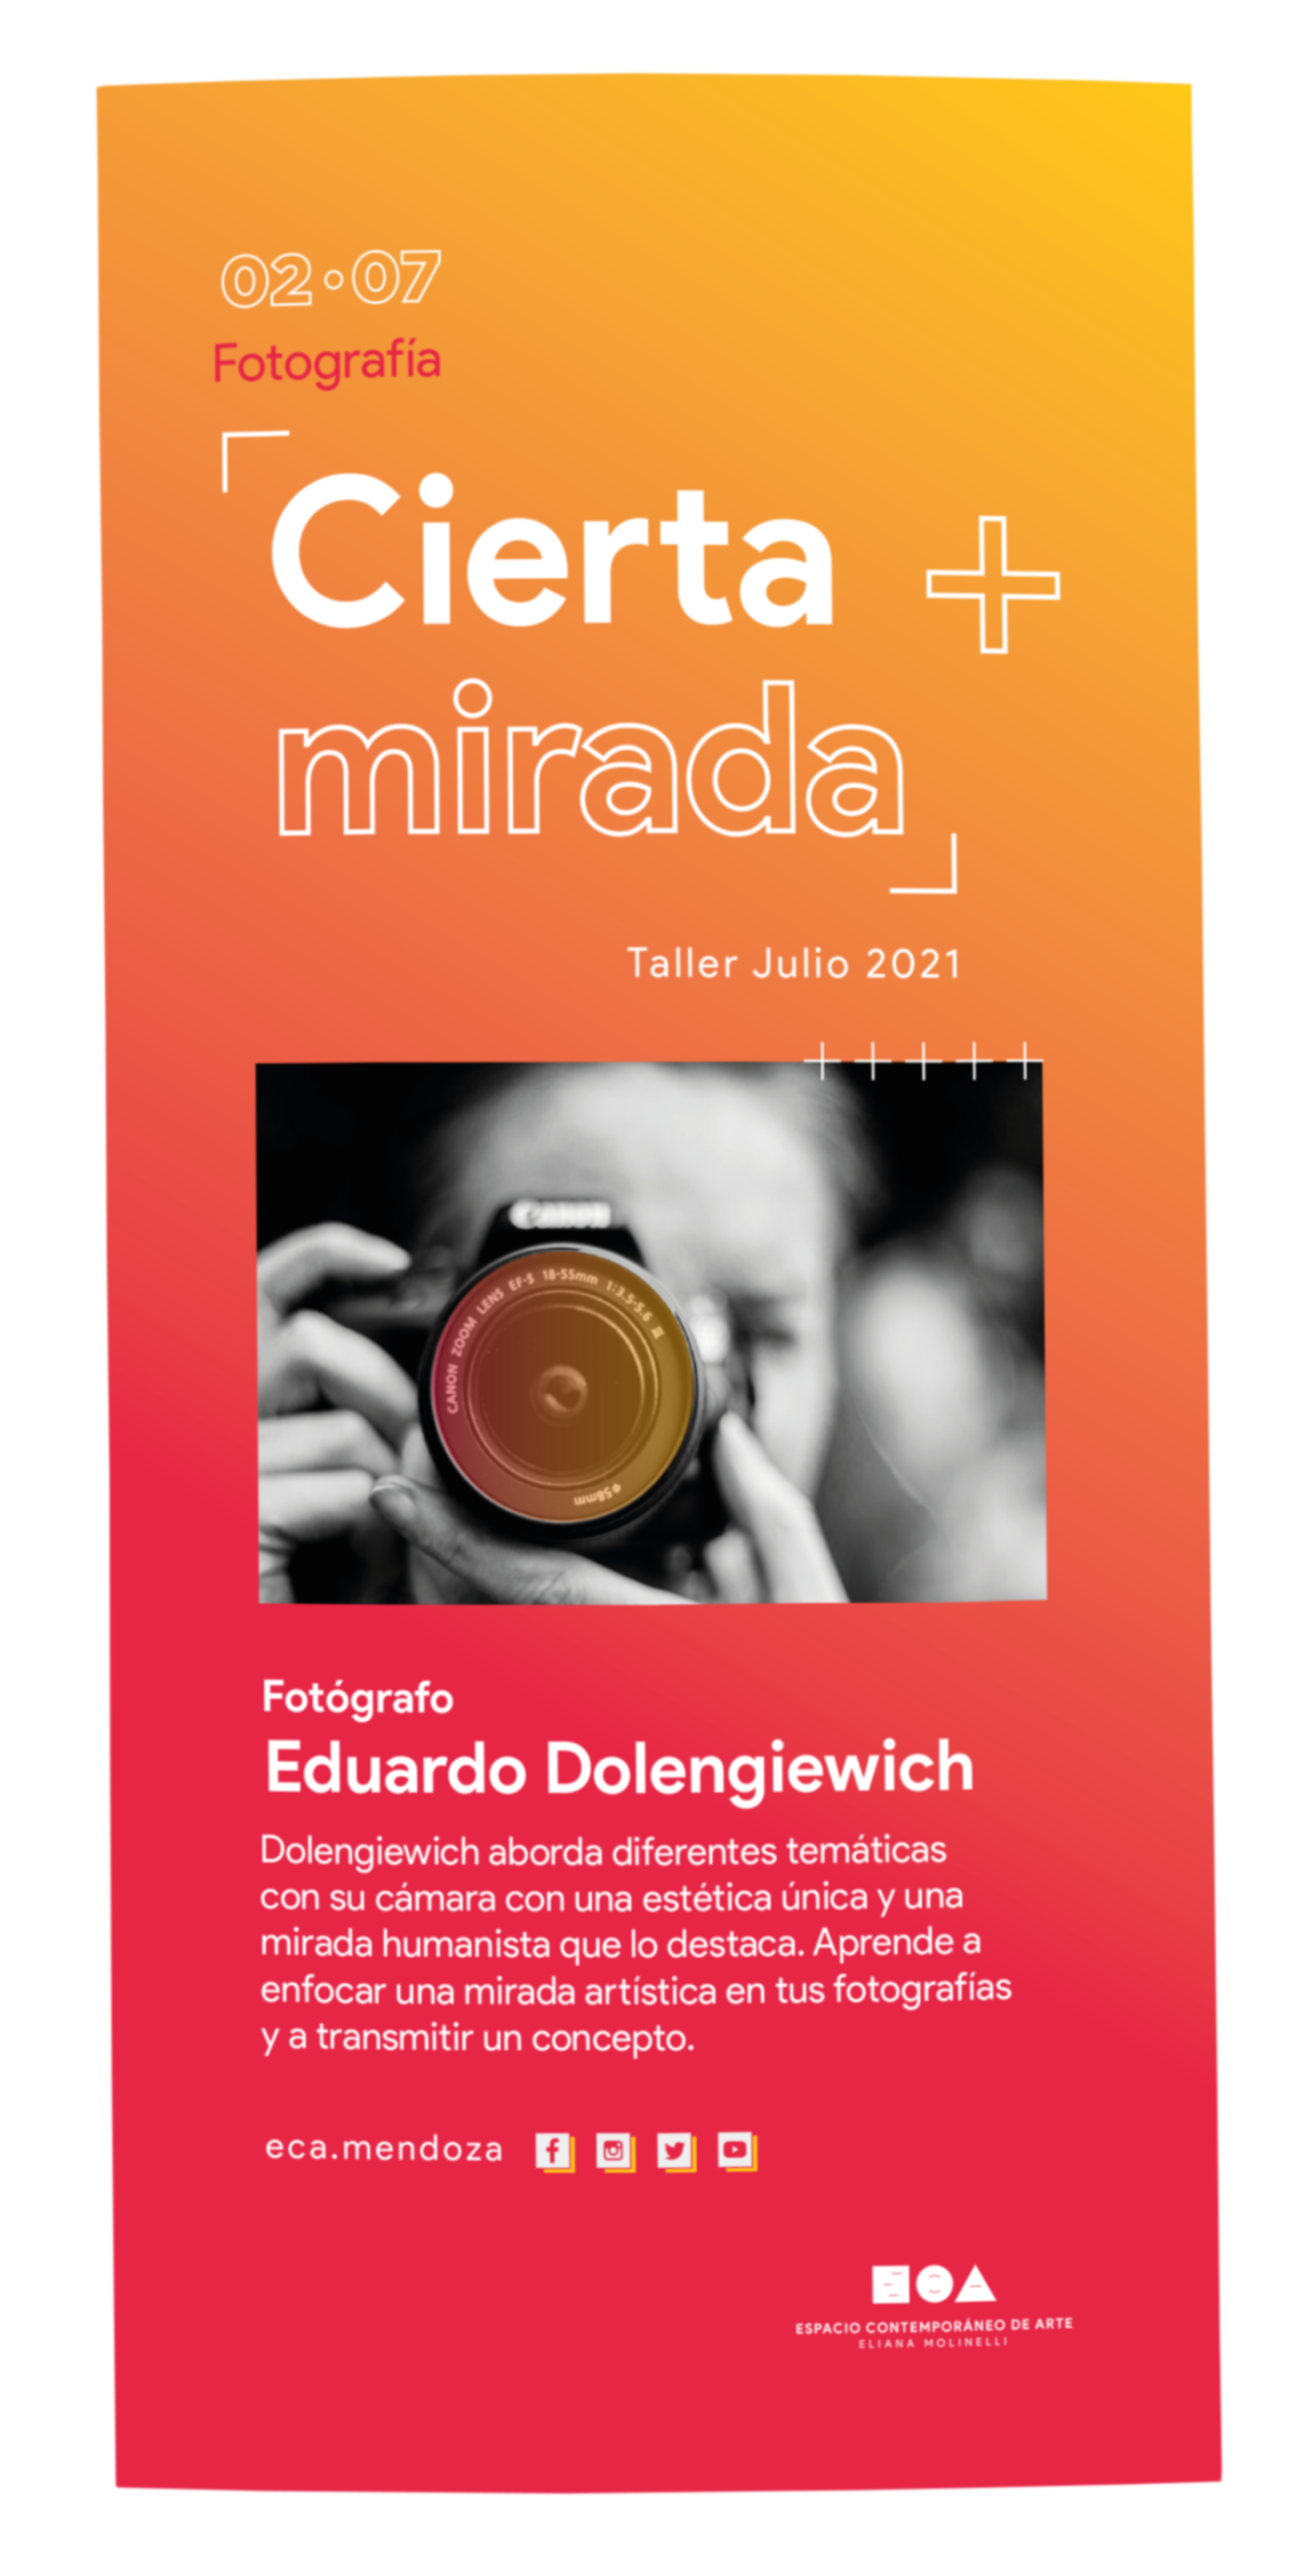 02·07
Fotografía
Cierta
mirada
Taller Julio 2021
Canon
CANON ZOOM LENS EF-S 18-55mm 1:3.5-5.6 III
Φ58mm
Fotógrafo
Eduardo Dolengiewich
Dolengiewich aborda diferentes temáticas
con su cámara con una estética única y una
mirada humanista que lo destaca. Aprende a
enfocar una mirada artística en tus fotografías
y a transmitir un concepto.
eca.mendoza
ECA
ESPACIO CONTEMPORÁNEO DE ARTE
ELIANA MOLINELLI